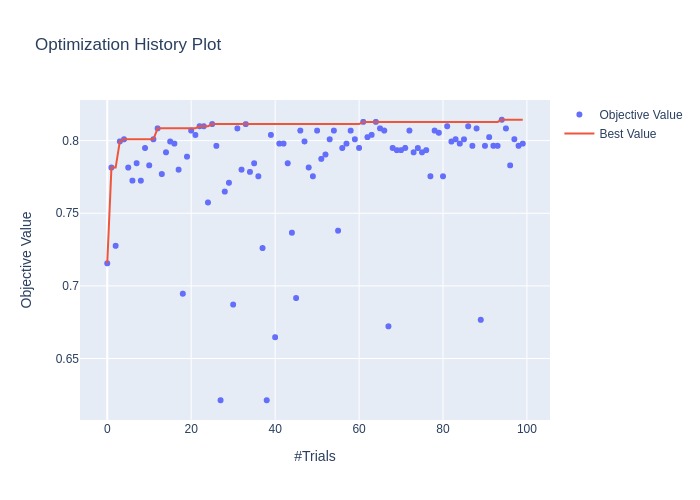 Optimization History Plot
Objective Value
Best Value
0.8
0.75
0.7
0.65
Objective Value
0
20
40
60
80
100
#Trials